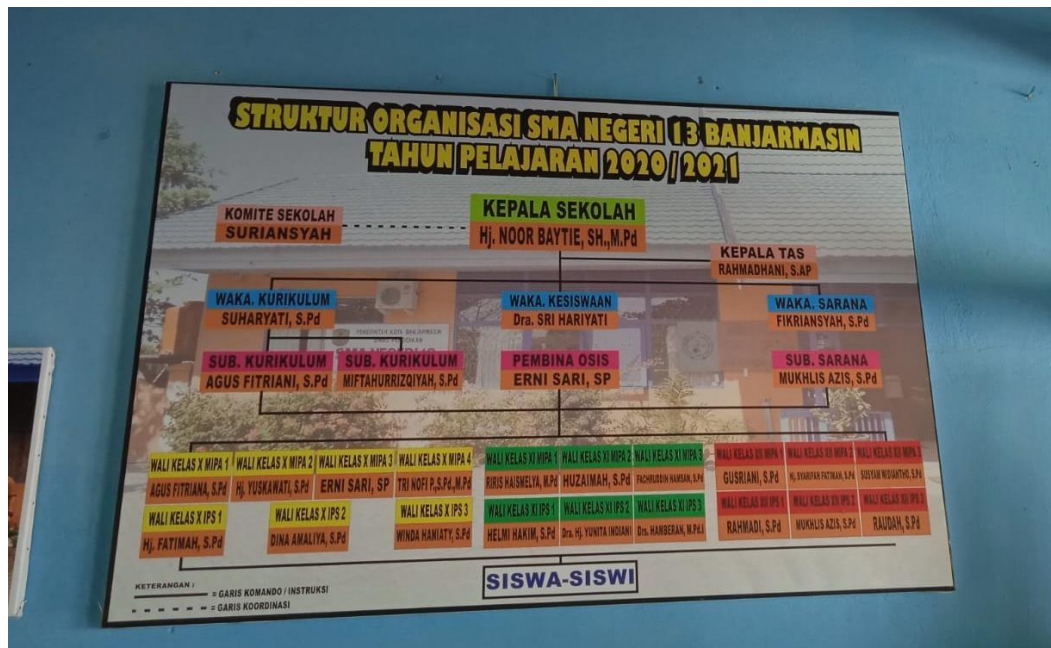 STRUKTUR ORGANISASI SMA NEGERI 13 BANJARMASIN
TAHUN PELAJARAN 2020 / 2021
KEPALA SEKOLAH
Hj. NOOR BAYTIE, SH.,M.Pd
KOMITE SEKOLAH
SURIANSYAH
KEPALA TAS
RAHMADHANI, S.AP
WAKA. KURIKULUM
SUHARYATI, S.Pd
WAKA. KESISWAAN
Dra. SRI HARIYATI
WAKA. SARANA
FIKRIANSYAH, S.Pd
PEMERINTAH KOTA BANJARMASIN
DINAS PENDIDIKAN
SUB. KURIKULUM
AGUS FITRIANI, S.Pd
SUB. KURIKULUM
MIFTAHURRIZQIYAH, S.Pd
PEMBINA OSIS
ERNI SARI, SP
SUB. SARANA
MUKHLIS AZIS, S.Pd
WALI KELAS X MIPA 1
AGUS FITRIANA, S.Pd
WALI KELAS X MIPA 2
Hj. YUSKAWATI, S.Pd
WALI KELAS X MIPA 3
ERNI SARI, SP
WALI KELAS X MIPA 4
TRI NOFI P,S.Pd.,M.Pd
WALI KELAS XI MIPA 1
RIRIS HAISMELYA, M.Pd
WALI KELAS XI MIPA 2
HUZAIMAH, S.Pd
WALI KELAS XI MIPA 3
FACHRUDDIN HAMSAN, S.Pd
WALI KELAS XII MIPA 1
GUSRIANI, S.Pd
WALI KELAS XII MIPA 2
Hj. SYARIFAH FATIMAH, S.Pd
WALI KELAS XII MIPA 3
S.Pd
WALI KELAS X IPS 1
Hj. FATIMAH, S.Pd
WALI KELAS X IPS 2
DINA AMALIYA, S.Pd
WALI KELAS X IPS 3
WINDA HANIATY, S.Pd
WALI KELAS XI IPS 1
HELMI HAKIM, S.Pd
WALI KELAS XI IPS 2
Dra. Hj. YUNITA INDIANI
WALI KELAS XI IPS 3
Drs. HAMBERAN, M.Pd.I
WALI KELAS XII IPS 1
RAHMADI, S.Pd
WALI KELAS XII IPS 2
MUKHLIS AZIS, S.Pd
WALI KELAS XII IPS 3
RAUDAH, S.Pd
SISWA-SISWI
KETERANGAN :
= GARIS KOMANDO / INSTRUKSI
= GARIS KOORDINASI